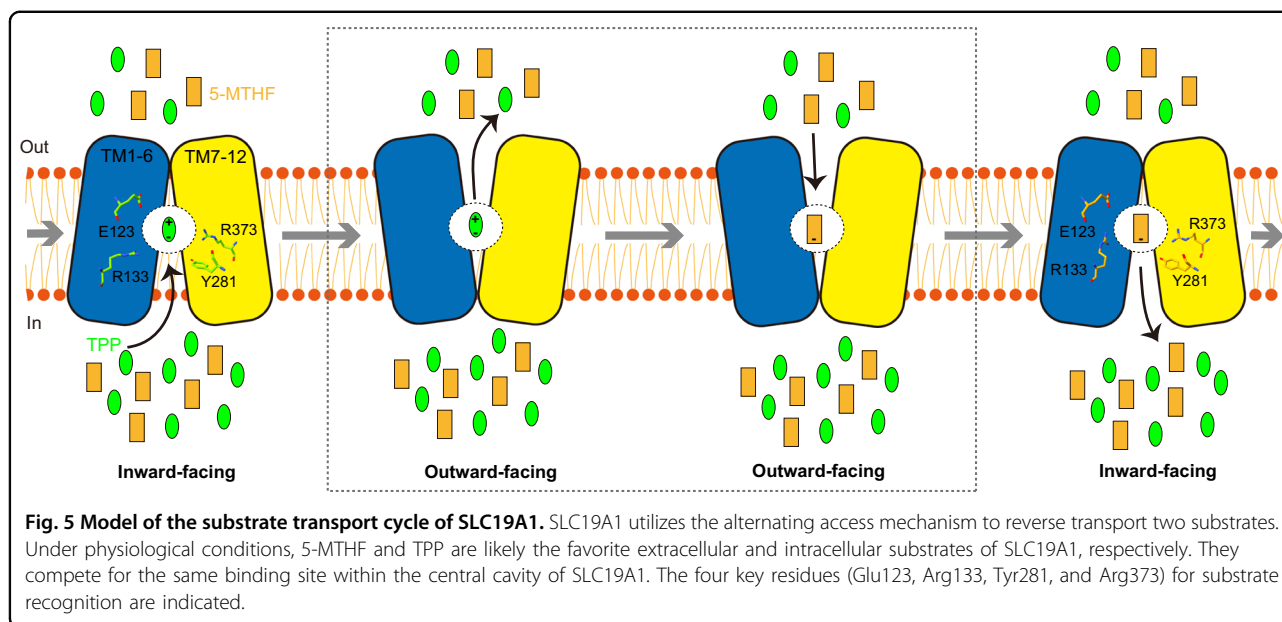 5-MTHF
Out
TM1-6 TM7-12
E123
R373
R133
Y281
In
TPP
+
-
+
-
-
E123
R373
R133
Y281
Inward-facing
Outward-facing
Outward-facing
Inward-facing
Fig. 5 Model of the substrate transport cycle of SLC19A1. SLC19A1 utilizes the alternating access mechanism to reverse transport two substrates.
Under physiological conditions, 5-MTHF and TPP are likely the favorite extracellular and intracellular substrates of SLC19A1, respectively. They
compete for the same binding site within the central cavity of SLC19A1. The four key residues (Glu123, Arg133, Tyr281, and Arg373) for substrate
recognition are indicated.